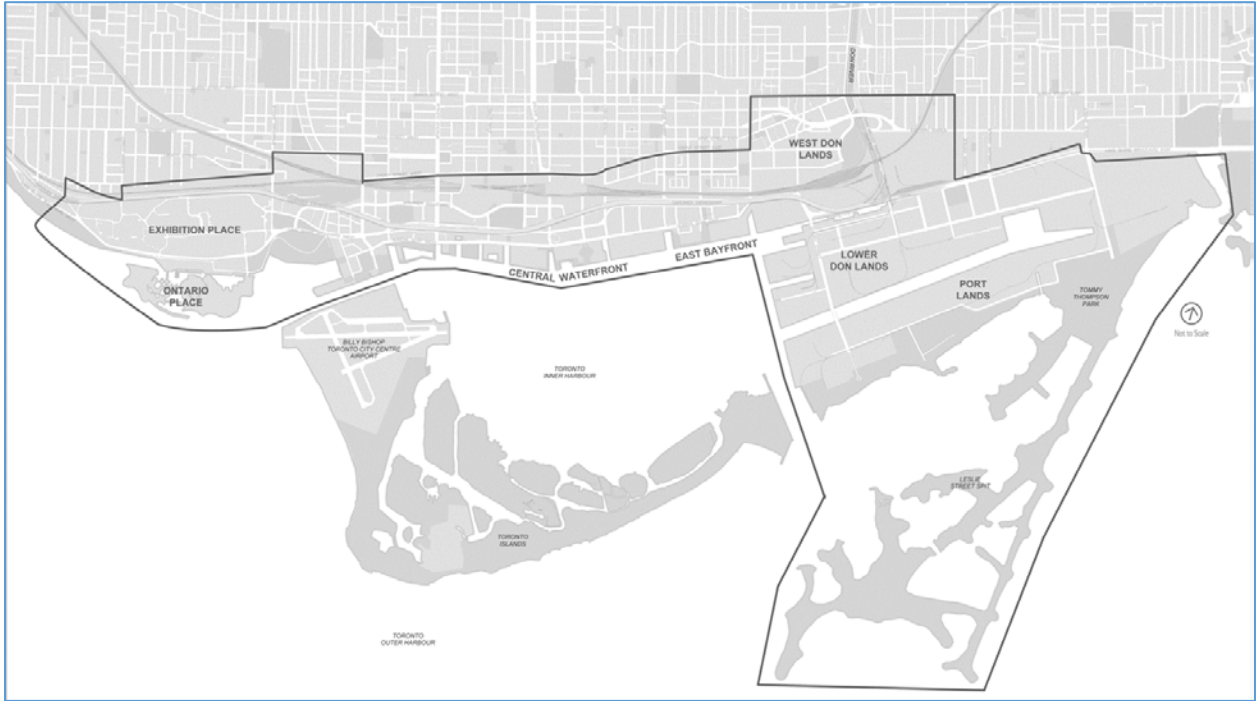 DON RIVER
WEST DON
LANDS
EXHIBITION PLACE
EAST BAYFRONT
LOWER
DON LANDS
CENTRAL WATERFRONT
ONTARIO
PLACE
PORT
LANDS
TOMMY
THOMPSON
PARK
Not to Scale
BILLY BISHOP
TORONTO CITY CENTRE
AIRPORT
TORONTO
INNER HARBOUR
LESLIE
STREET SPIT
TORONTO
ISLANDS
TORONTO
OUTER HARBOUR